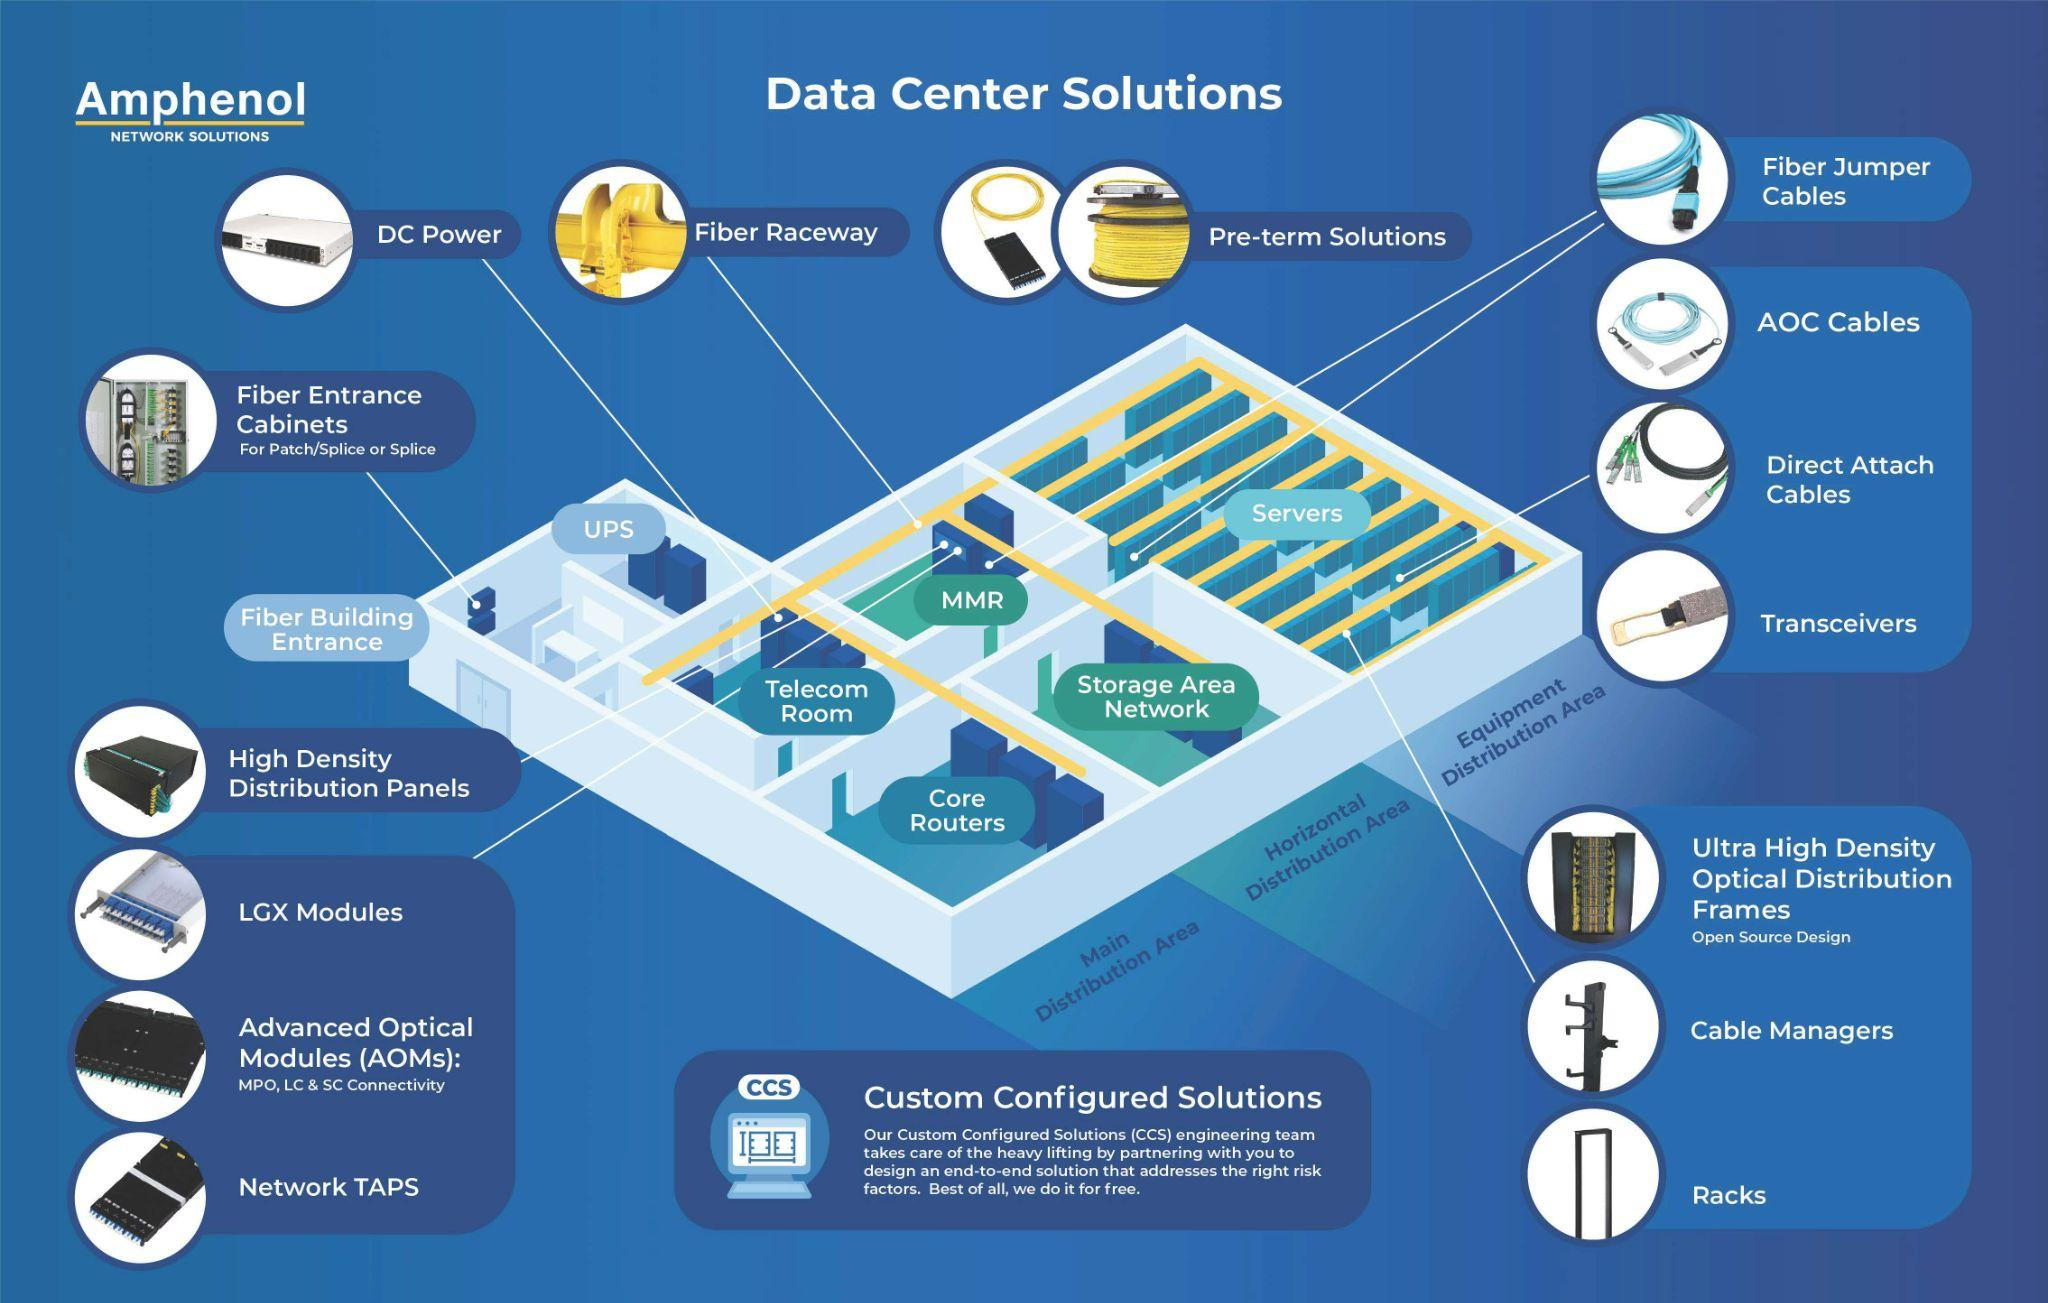 Amphenol
NETWORK SOLUTIONS
Data Center Solutions
DC Power
Fiber Raceway
Pre-term Solutions
Fiber Jumper
Cables
AOC Cables
Direct Attach
Cables
Transceivers
Fiber Entrance
Cabinets
For Patch/Splice or Splice
UPS
Fiber Building
Entrance
Servers
MMR
Telecom
Room
Storage Area
Network
Core
Routers
Equipment
Distribution Area
Horizontal
Distribution Area
Main
Distribution Area
High Density
Distribution Panels
LGX Modules
Advanced Optical
Modules (AOMs):
MPO, LC & SC Connectivity
Network TAPS
Ultra High Density
Optical Distribution
Frames
Open Source Design
Cable Managers
Racks
CCS
Custom Configured Solutions
Our Custom Configured Solutions (CCS) engineering team
takes care of the heavy lifting by partnering with you to
design an end-to-end solution that addresses the right risk
factors. Best of all, we do it for free.